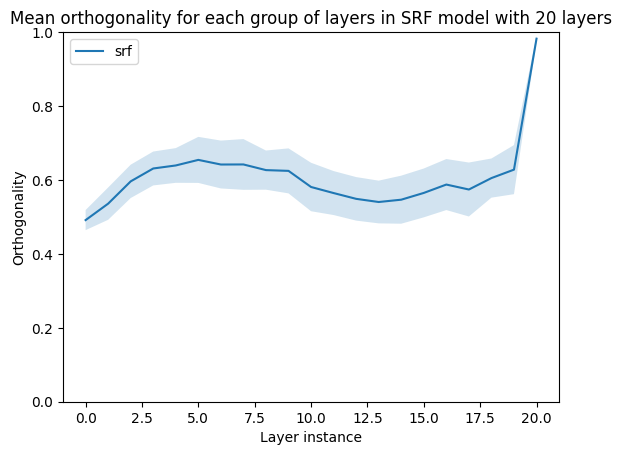 Mean orthogonality for each group of layers in SRF model with 20 layers
srf
Orthogonality
1.0
0.8
0.6
0.4
0.2
0.0
0.0 2.5 5.0 7.5 10.0 12.5 15.0 17.5 20.0
Layer instance